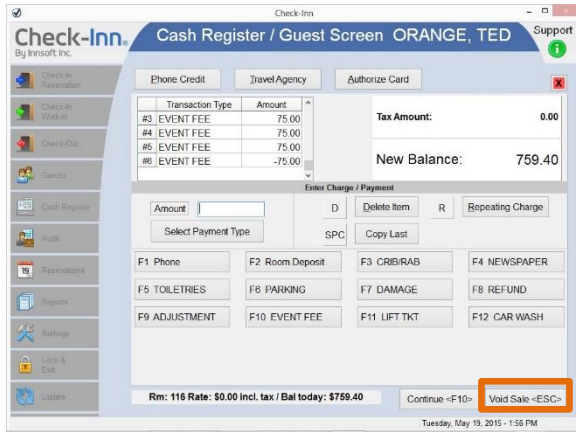 Check-Inn
Check-Inn®
By Innsoft Inc.
Cash Register / Guest Screen ORANGE, TED
Support
Check-In Reservation
Check-In Walk-In
Check-Out
Guests
Cash Register
Audit
19
Reservations
Reports
Settings
Lock & Exit
Update
Phone Credit
Travel Agency
Authorize Card
X
Transaction Type Amount
#3 EVENT FEE 75.00
#4 EVENT FEE 75.00
#5 EVENT FEE 75.00
#6 EVENT FEE -75.00
Tax Amount: 0.00
New Balance: 759.40
Enter Charge / Payment
Amount
D
Delete Item
R
Repeating Charge
Select Payment Type
SPC
Copy Last
F1 Phone
F2 Room Deposit
F3 CRIB/RAB
F4 NEWSPAPER
F5 TOILETRIES
F6 PARKING
F7 DAMAGE
F8 REFUND
F9 ADJUSTMENT
F10 EVENT FEE
F11 LIFT TKT
F12 CAR WASH
Rm: 116 Rate: $0.00 incl. tax / Bal today: $759.40
Continue <F10>
Void Sale <ESC>
Tuesday, May 19, 2015 - 1:56 PM